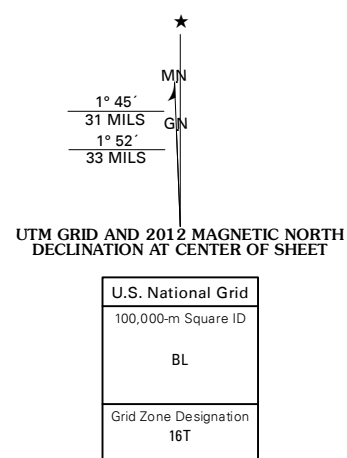 ★
MN
1° 45´
31 MILS
GN
1° 52´
33 MILS
UTM GRID AND 2012 MAGNETIC NORTH
DECLINATION AT CENTER OF SHEET
U.S. National Grid
100,000-m Square ID
BL
Grid Zone Designation
16T